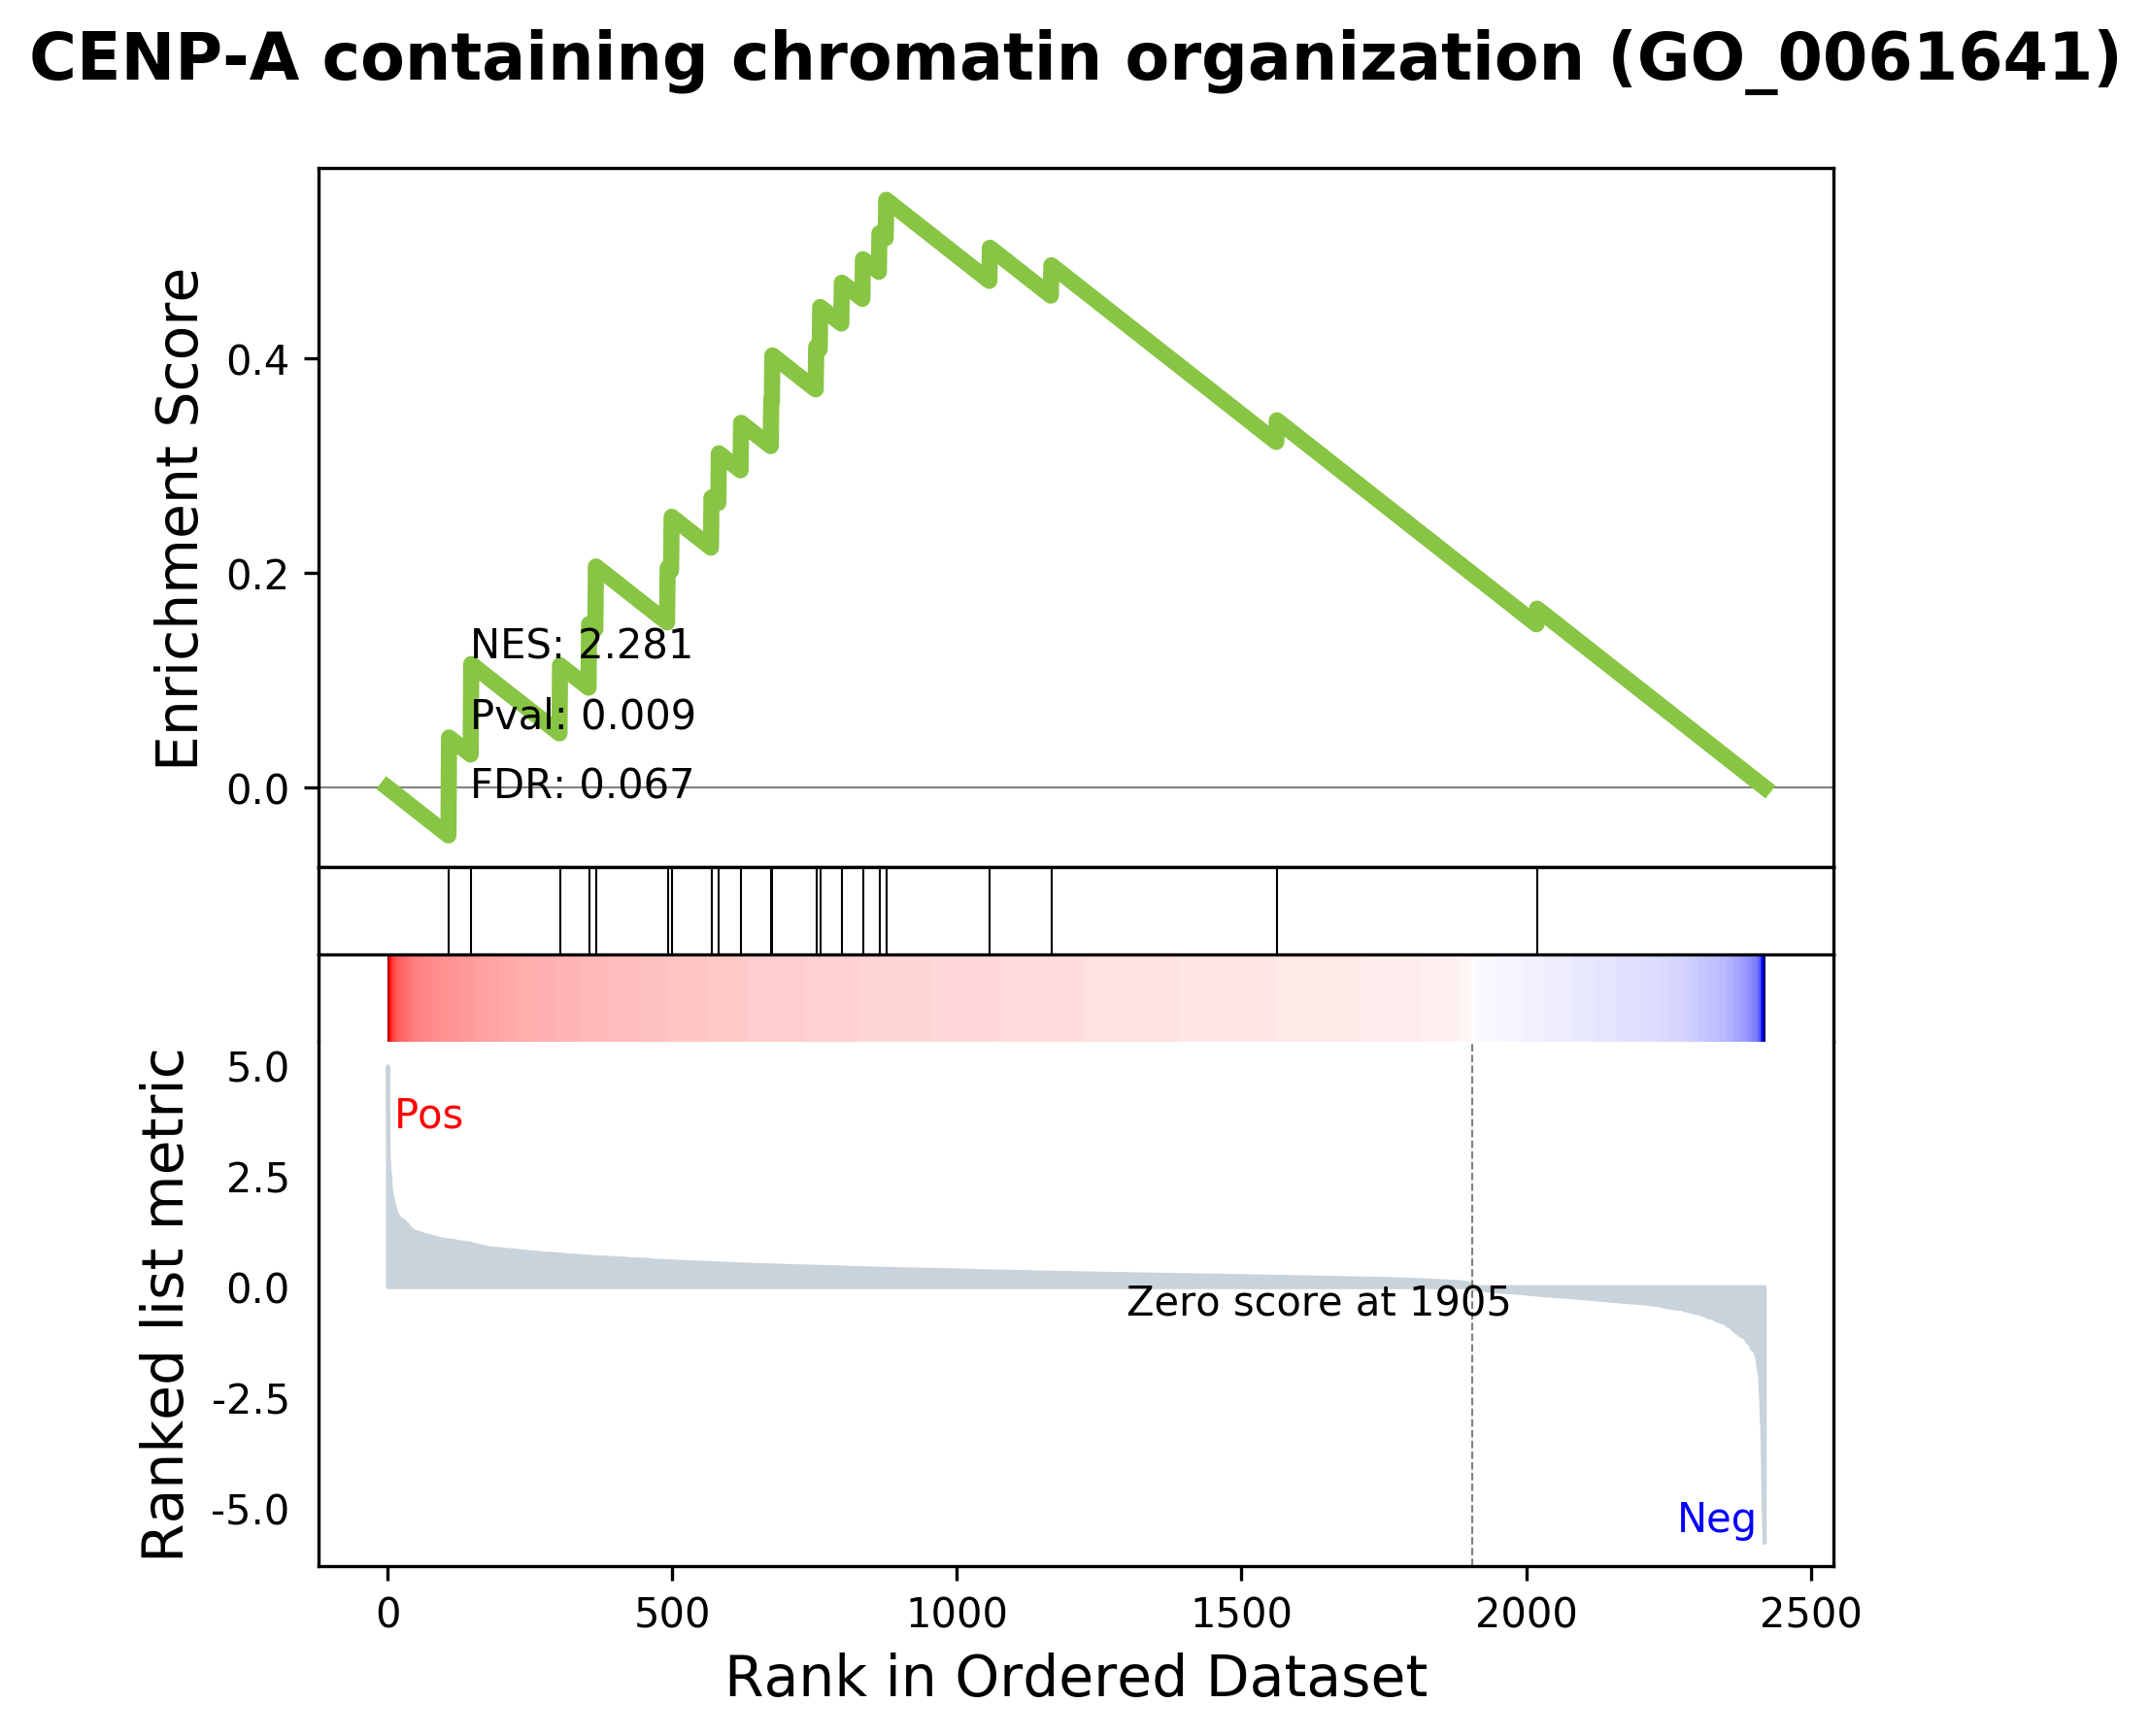 CENP-A containing chromatin organization (GO_0061641)
Enrichment Score
0.4
0.2
0.0
NES: 2.281
Pval: 0.009
FDR: 0.067
Ranked list metric
5.0
2.5
0.0
-2.5
-5.0
Pos
Zero score at 1905
Neg
0 500 1000 1500 2000 2500
Rank in Ordered Dataset